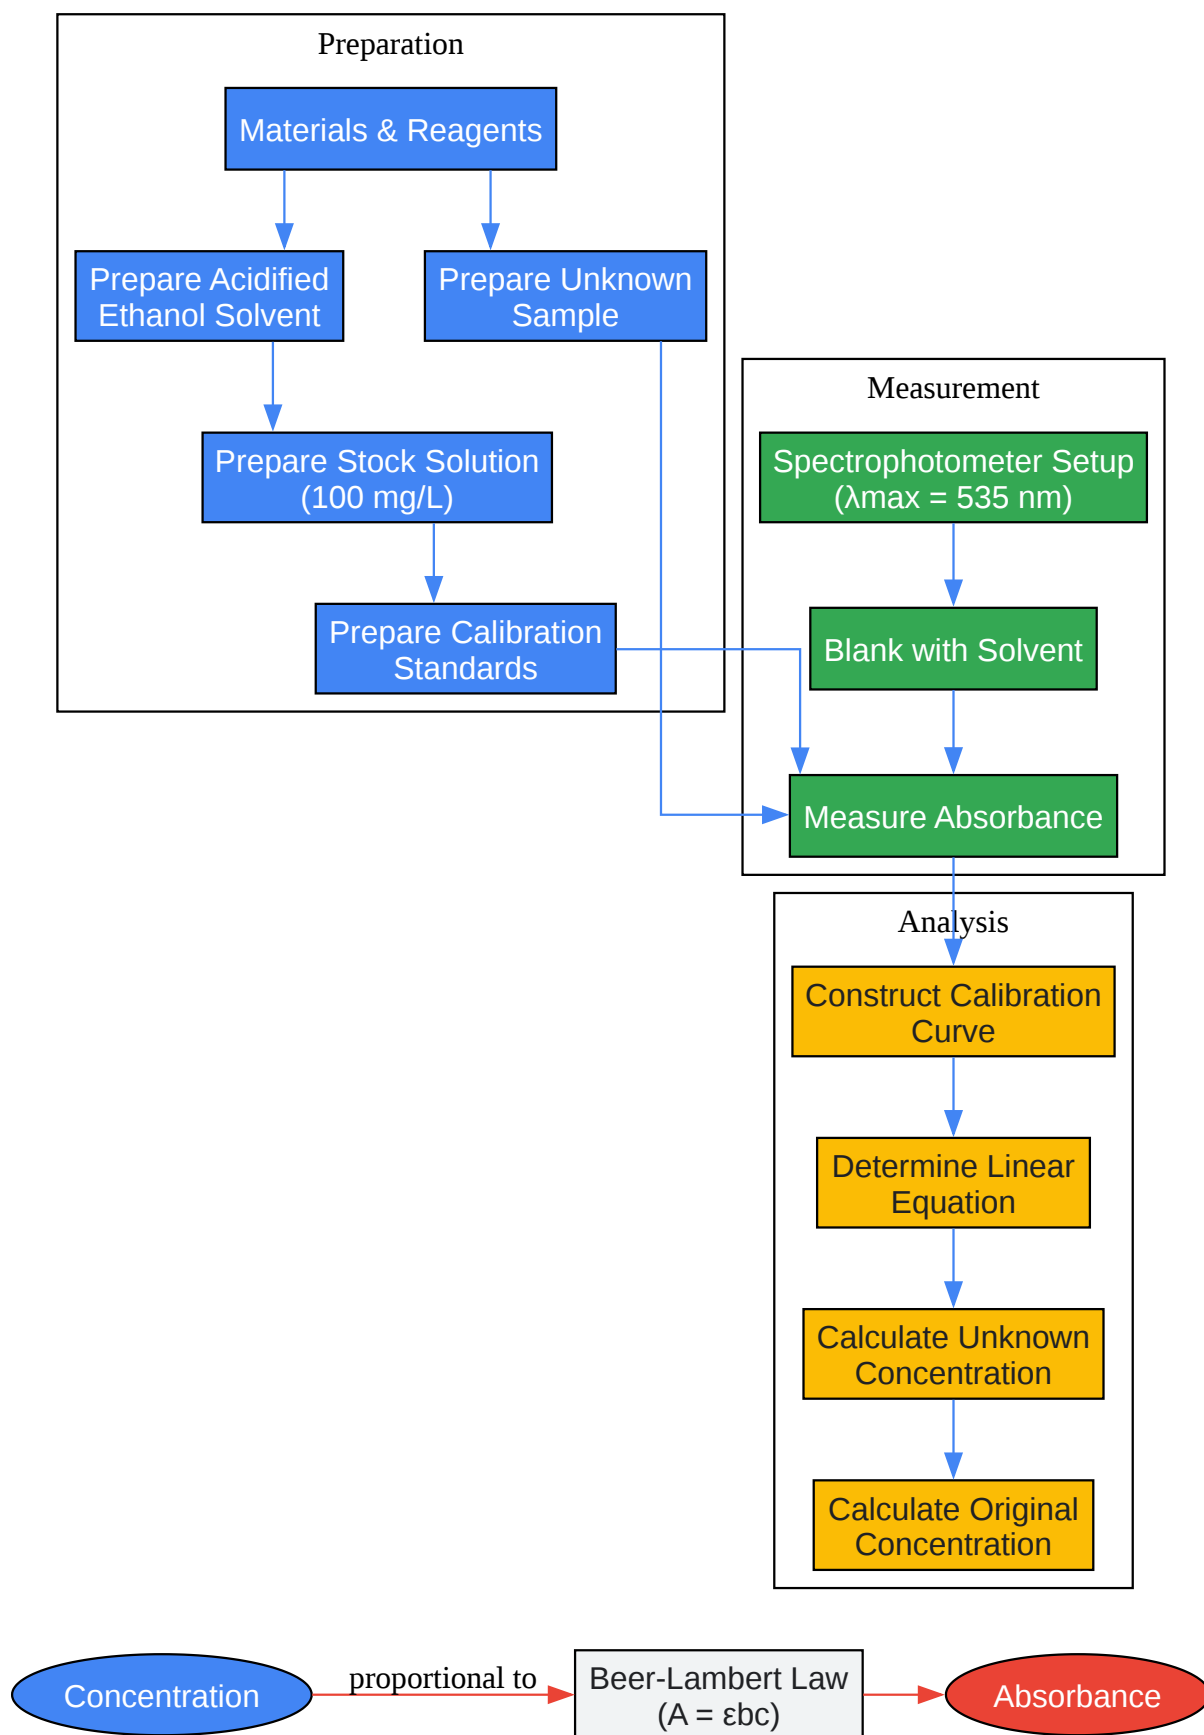 Preparation
Materials & Reagents
Prepare Acidified
Ethanol Solvent
Prepare Unknown
Sample
Prepare Stock Solution
(100 mg/L)
Prepare Calibration
Standards
Measurement
Spectrophotometer Setup
(λmax = 535 nm)
Blank with Solvent
Measure Absorbance
Analysis
Construct Calibration
Curve
Determine Linear
Equation
Calculate Unknown
Concentration
Calculate Original
Concentration
Concentration
proportional to
Beer-Lambert Law
(A = εbc)
Absorbance